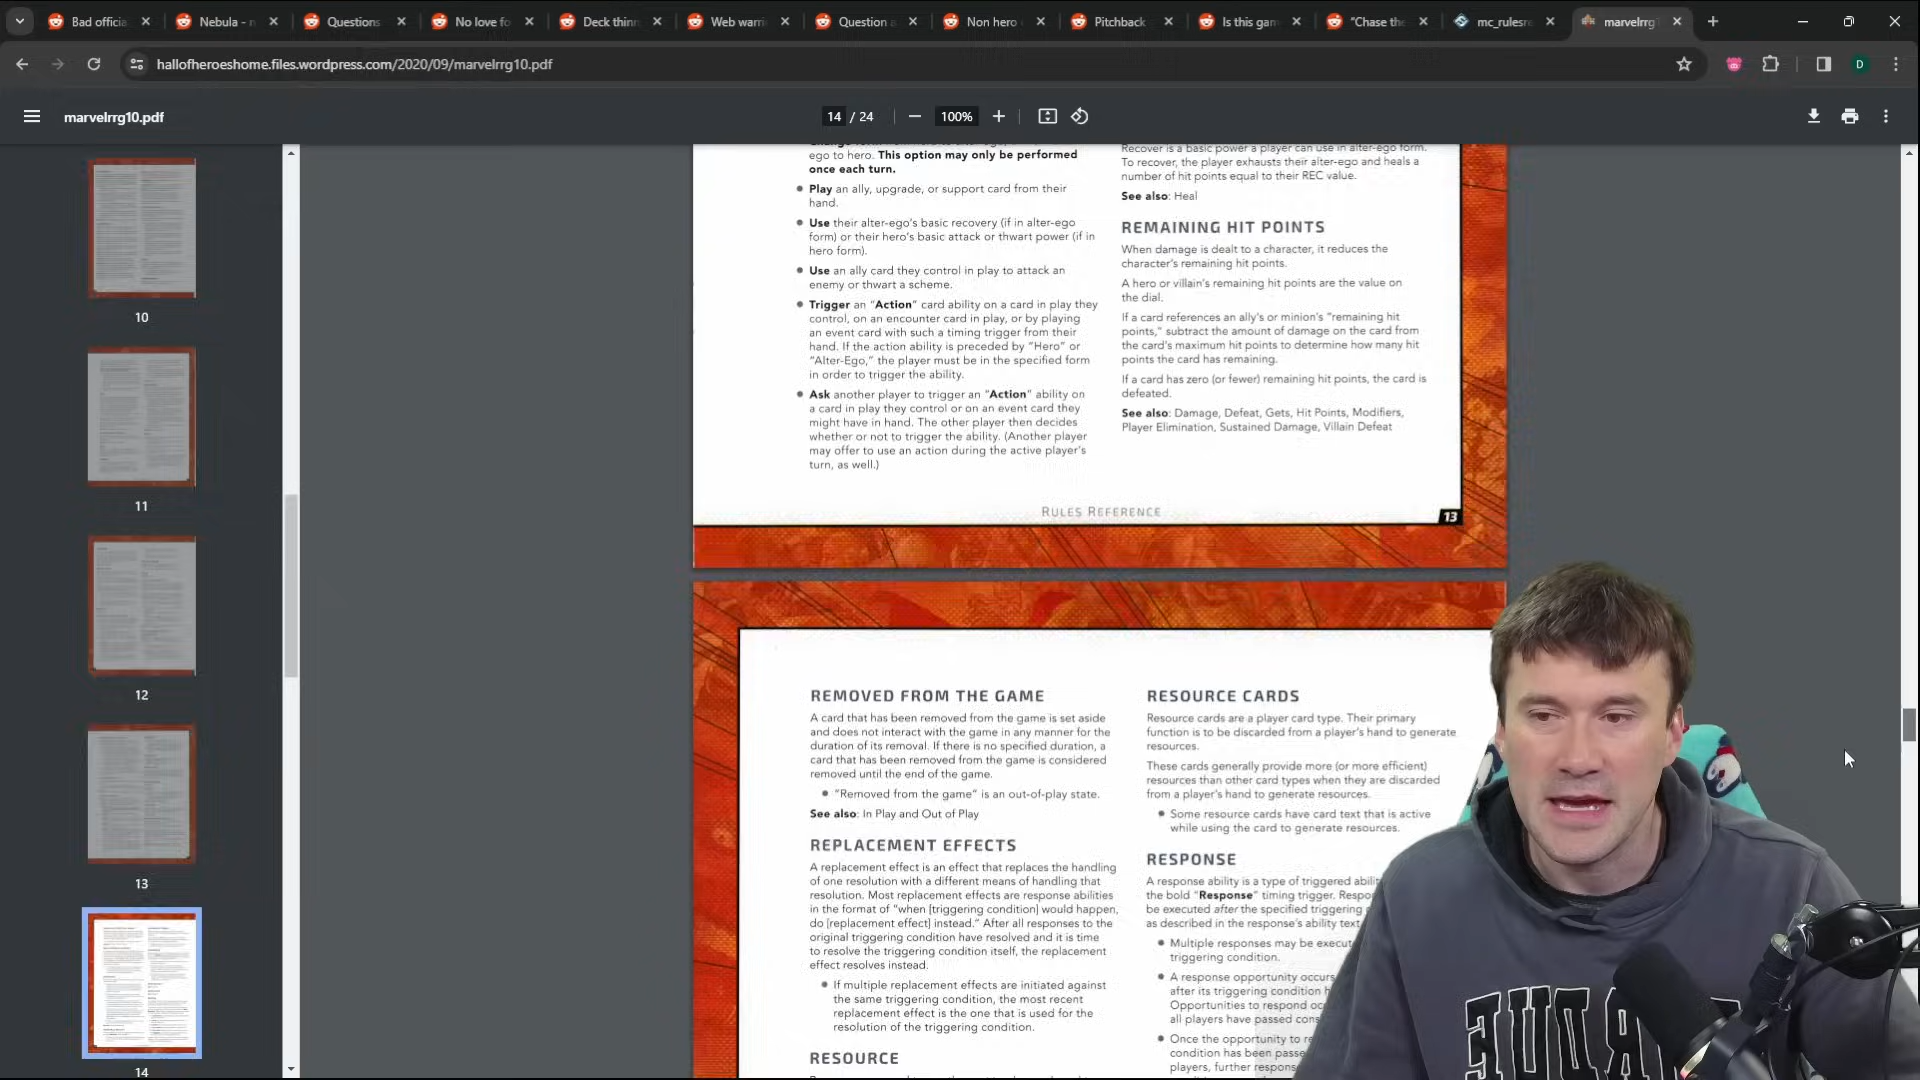 Bad officia
Nebula - n
Questions
No love fo
Deck thinn
Web warri
Question a
Non hero
Pitchback
Is this gam
"Chase the
mc_rulesre
marvelrrg1
hallofheroeshome.files.wordpress.com/2020/09/marvelrrg10.pdf
D
marvelrrg10.pdf
14 / 24
100%
10
11
12
13
14
ego to hero. This option may only be performed
once each turn.
Play an ally, upgrade, or support card from their
hand.
Use their alter-ego's basic recovery (if in alter-ego
form) or their hero's basic attack or thwart power (if in
hero form).
Use an ally card they control in play to attack an
enemy or thwart a scheme.
Trigger an "Action" card ability on a card in play they
control, on an encounter card in play, or by playing
an event card with such a timing trigger from their
hand. If the action ability is preceded by "Hero" or
"Alter-Ego," the player must be in the specified form
in order to trigger the ability.
Ask another player to trigger an "Action" ability on
a card in play they control or on an event card they
might have in hand. The other player then decides
whether or not to trigger the ability. (Another player
may offer to use an action during the active player's
turn, as well.)
Recover is a basic power a player can use in alter-ego form.
To recover, the player exhausts their alter-ego and heals a
number of hit points equal to their REC value.
See also: Heal
REMAINING HIT POINTS
When damage is dealt to a character, it reduces the
character's remaining hit points.
A hero or villain's remaining hit points are the value on
the dial.
If a card references an ally's or minion's "remaining hit
points," subtract the amount of damage on the card from
the card's maximum hit points to determine how many hit
points the card has remaining.
If a card has zero (or fewer) remaining hit points, the card is
defeated.
See also: Damage, Defeat, Gets, Hit Points, Modifiers,
Player Elimination, Sustained Damage, Villain Defeat
RULES REFERENCE
13
REMOVED FROM THE GAME
A card that has been removed from the game is set aside
and does not interact with the game in any manner for the
duration of its removal. If there is no specified duration, a
card that has been removed from the game is considered
removed until the end of the game.
"Removed from the game" is an out-of-play state.
See also: In Play and Out of Play
REPLACEMENT EFFECTS
A replacement effect is an effect that replaces the handling
of one resolution with a different means of handling that
resolution. Most replacement effects are response abilities
in the format of "when [triggering condition] would happen,
do [replacement effect] instead." After all responses to the
original triggering condition have resolved and it is time
to resolve the triggering condition itself, the replacement
effect resolves instead.
If multiple replacement effects are initiated against
the same triggering condition, the most recent
replacement effect is the one that is used for the
resolution of the triggering condition.
RESOURCE
RESOURCE CARDS
Resource cards are a player card type. Their primary
function is to be discarded from a player's hand to generate
resources.
These cards generally provide more (or more efficient)
resources than other card types when they are discarded
from a player's hand to generate resources.
Some resource cards have card text that is active
while using the card to generate resources.
RESPONSE
A response ability is a type of triggered abilit
the bold "Response" timing trigger. Respo
be executed after the specified triggering
as described in the response's ability text
Multiple responses may be execut
triggering condition.
A response opportunity occurs
after its triggering condition h
Opportunities to respond oc
all players have passed cons
Once the opportunity to re
condition has been passe
players, further respons